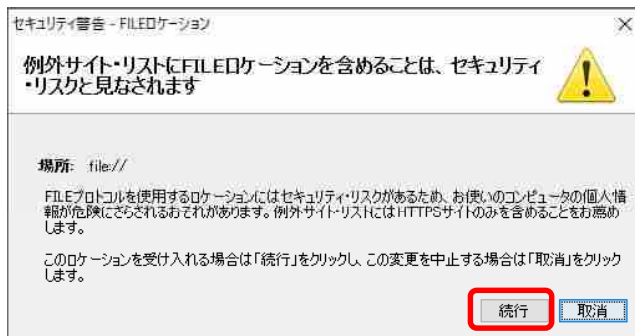 セキュリティ警告 - FILEロケーション
例外サイト・リストにFILEロケーションを含めることは、セキュリティ
・リスクと見なされます
場所: file://
FILEプロトコルを使用するロケーションにはセキュリティ・リスクがあるため、お使いのコンピュータの個人情
報が危険にさらされるおそれがあります。例外サイト・リストにはHTTPSサイトのみを含めることをお薦め
します。
このロケーションを受け入れる場合は「続行」をクリックし、この変更を中止する場合は「取消」をクリック
します。
続行 取消